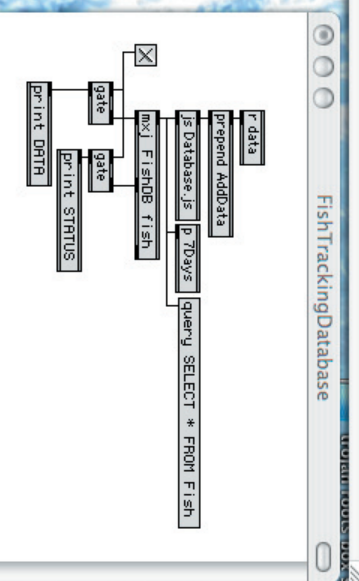 FishTrackingDatabase
r data
prepend AddData
js Database.js
p 7Days
query SELECT * FROM Fish
mxj FishDB fish
gate
gate
print STATUS
print DATA